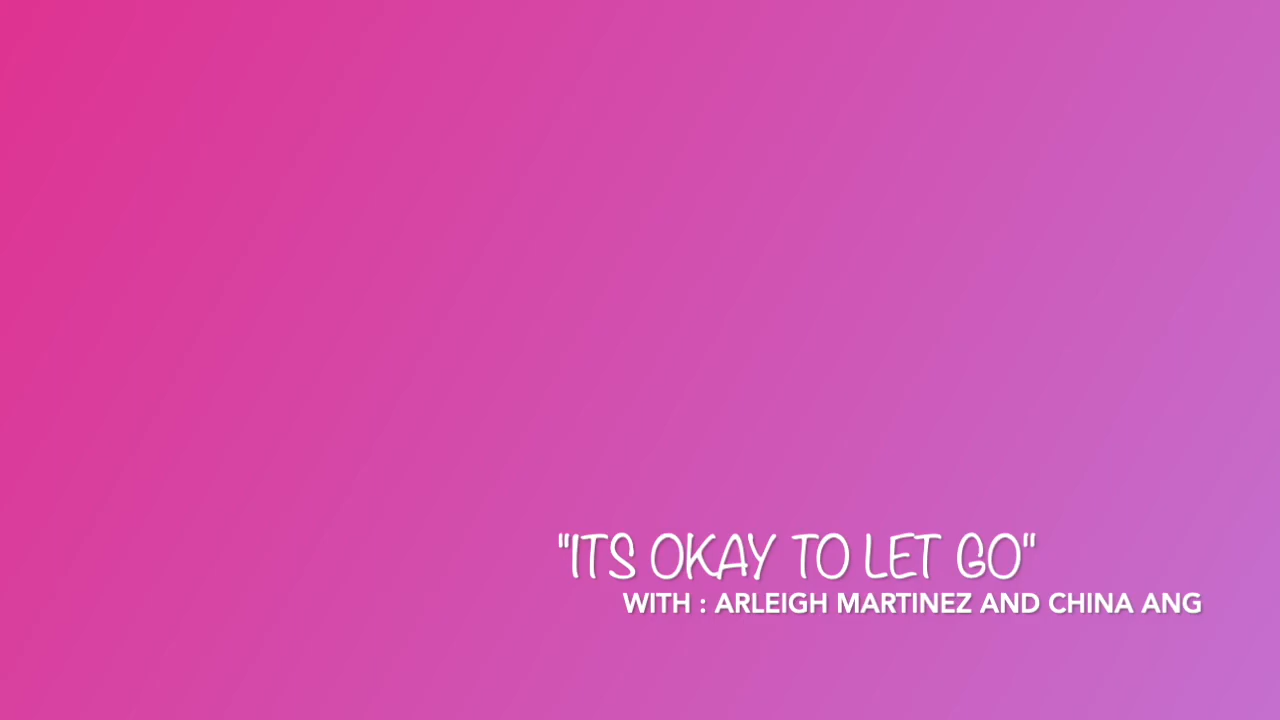 "ITS OKAY TO LET GO"
WITH : ARLEIGH MARTINEZ AND CHINA ANG